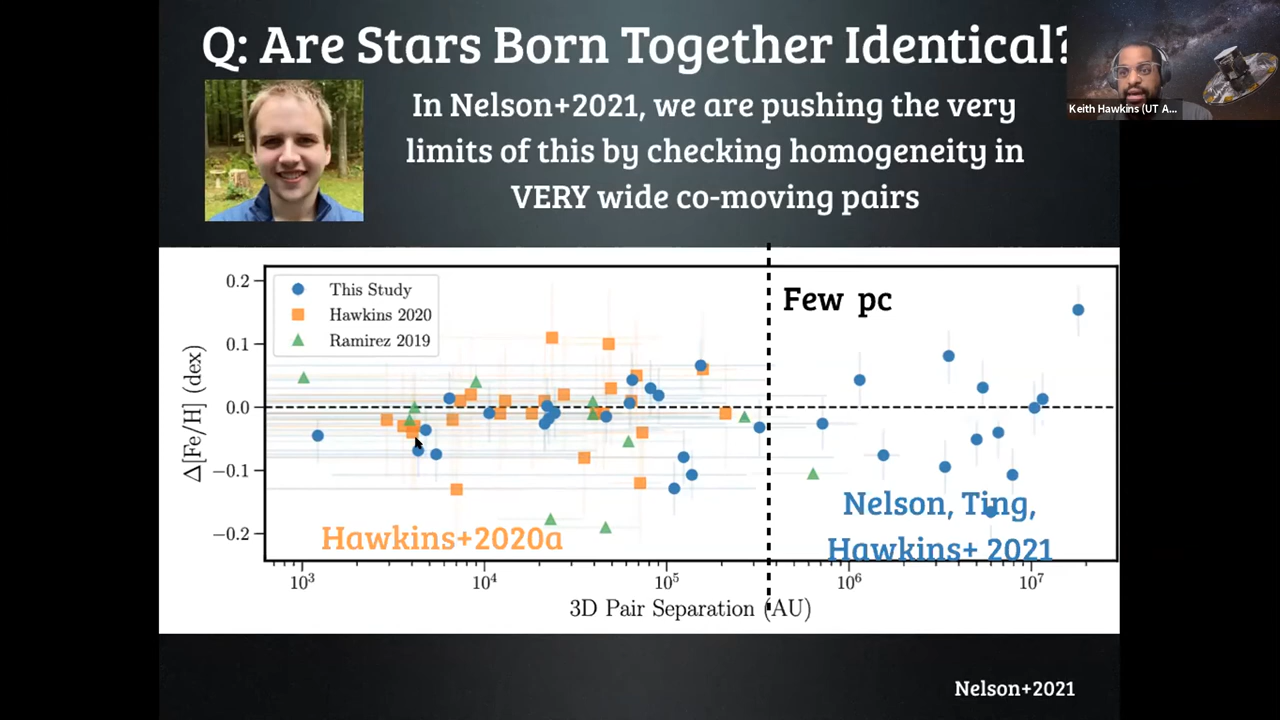 Q: Are Stars Born Together Identical?
Keith Hawkins (UT A...
In Nelson+2021, we are pushing the very
limits of this by checking homogeneity in
VERY wide co-moving pairs
This Study
Hawkins 2020
Ramirez 2019
Few pc
Δ[Fe/H] (dex)
0.2
0.1
0.0
−0.1
−0.2
Hawkins+2020a
Nelson, Ting,
Hawkins+ 2021
10³ 10⁴ 10⁵ 10⁶ 10⁷
3D Pair Separation (AU)
Nelson+2021